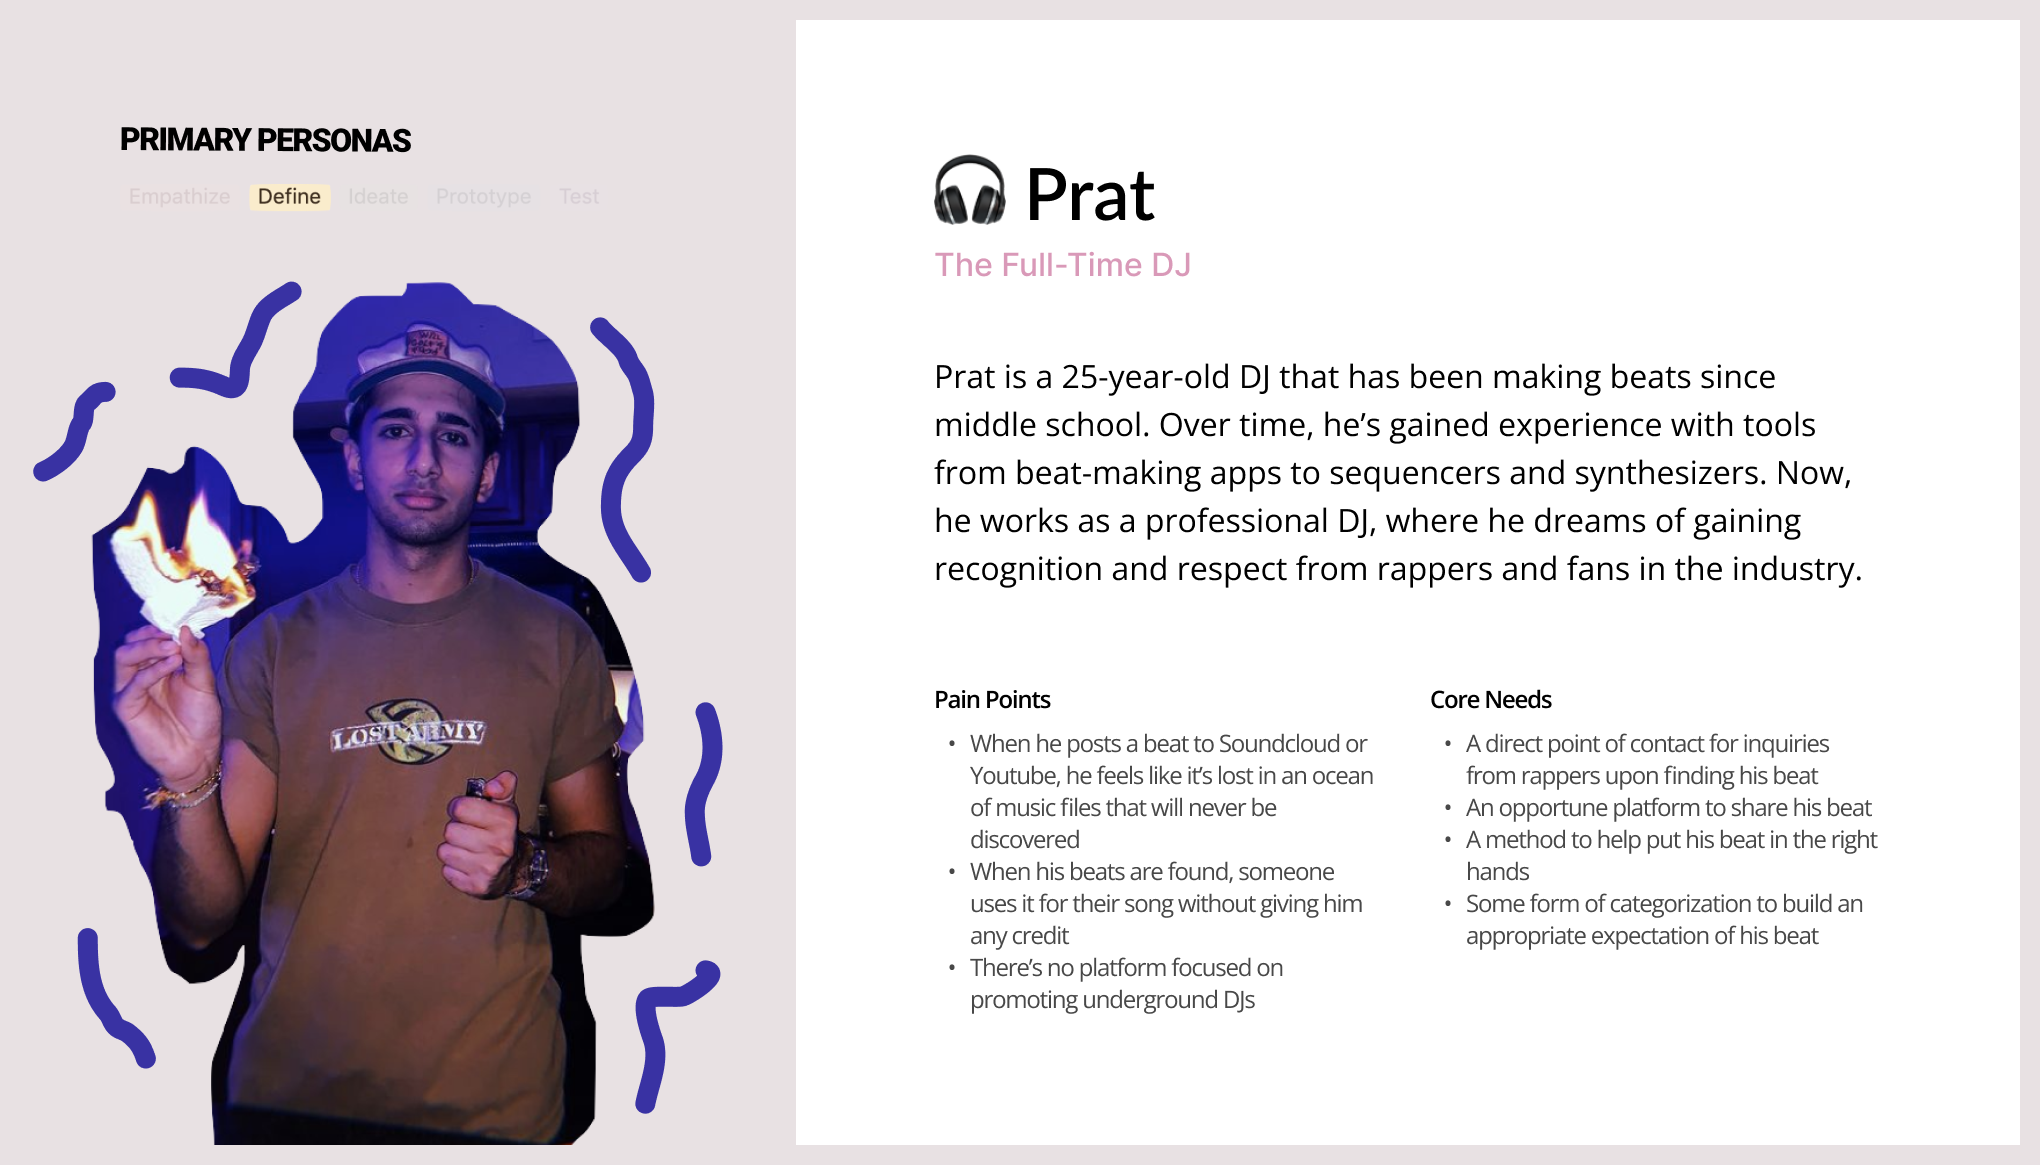 PRIMARY PERSONAS
Empathize Define Ideate Prototype Test
LOST ARMY
Prat
The Full-Time DJ
Prat is a 25-year-old DJ that has been making beats since
middle school. Over time, he’s gained experience with tools
from beat-making apps to sequencers and synthesizers. Now,
he works as a professional DJ, where he dreams of gaining
recognition and respect from rappers and fans in the industry.
Pain Points
• When he posts a beat to Soundcloud or
Youtube, he feels like it’s lost in an ocean
of music files that will never be
discovered
• When his beats are found, someone
uses it for their song without giving him
any credit
• There’s no platform focused on
promoting underground DJs
Core Needs
• A direct point of contact for inquiries
from rappers upon finding his beat
• An opportune platform to share his beat
• A method to help put his beat in the right
hands
• Some form of categorization to build an
appropriate expectation of his beat